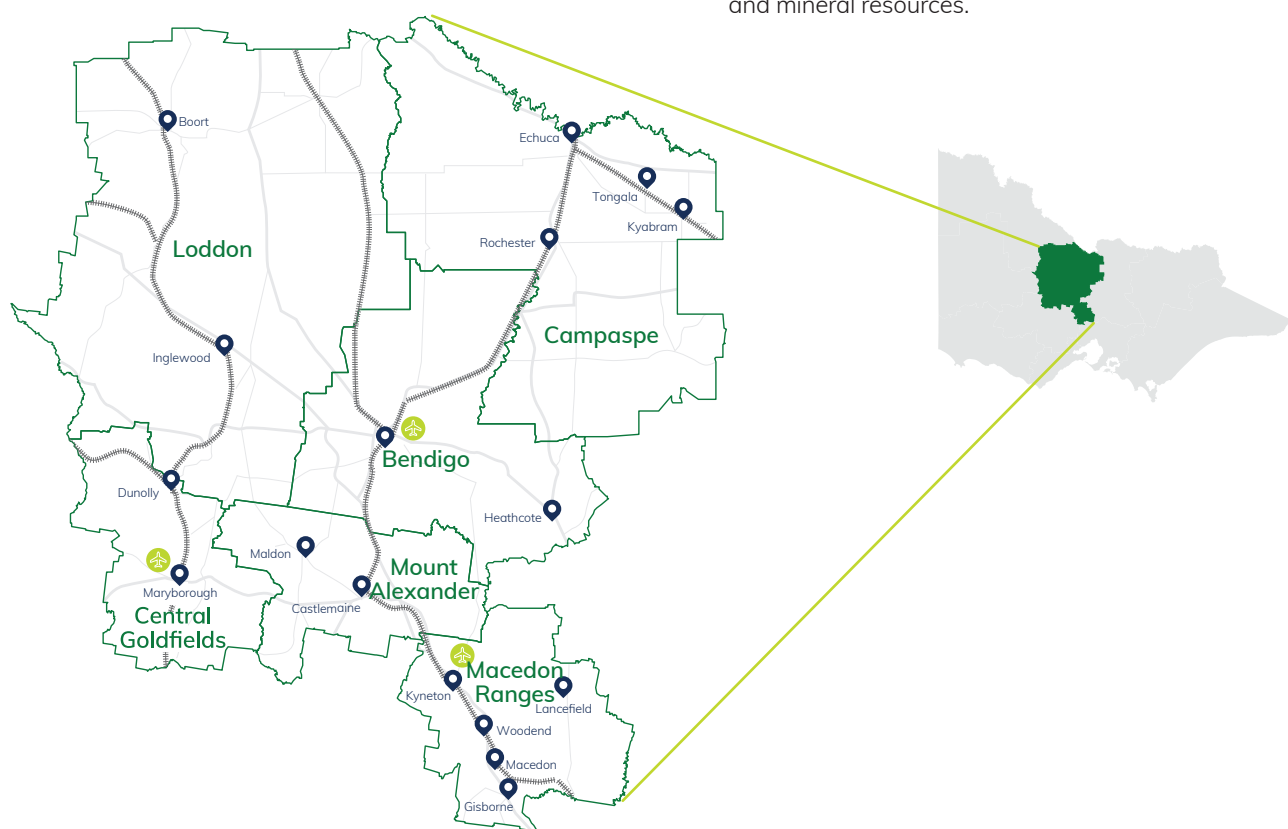 and mineral resources.
Boort
Echuca
Tongala
Kyabram
Rochester
Loddon
Campaspe
Inglewood
Bendigo
Dunolly
Heathcote
Maldon
Mount
Alexander
Maryborough
Castlemaine
Central
Goldfields
Macedon
Ranges
Kyneton
Lancefield
Woodend
Macedon
Gisborne